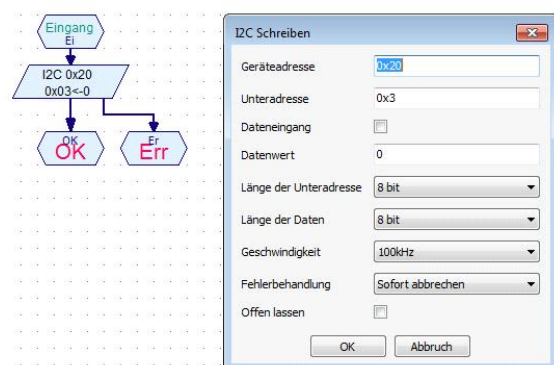 Eingang
Ei
I2C 0x20
0x03<-0
OK
OK
Er
Err
I2C Schreiben
Geräteadresse
0x20
Unteradresse
0x3
Dateneingang
Datenwert
0
Länge der Unteradresse
8 bit
Länge der Daten
8 bit
Geschwindigkeit
100kHz
Fehlerbehandlung
Sofort abbrechen
Offen lassen
OK
Abbruch